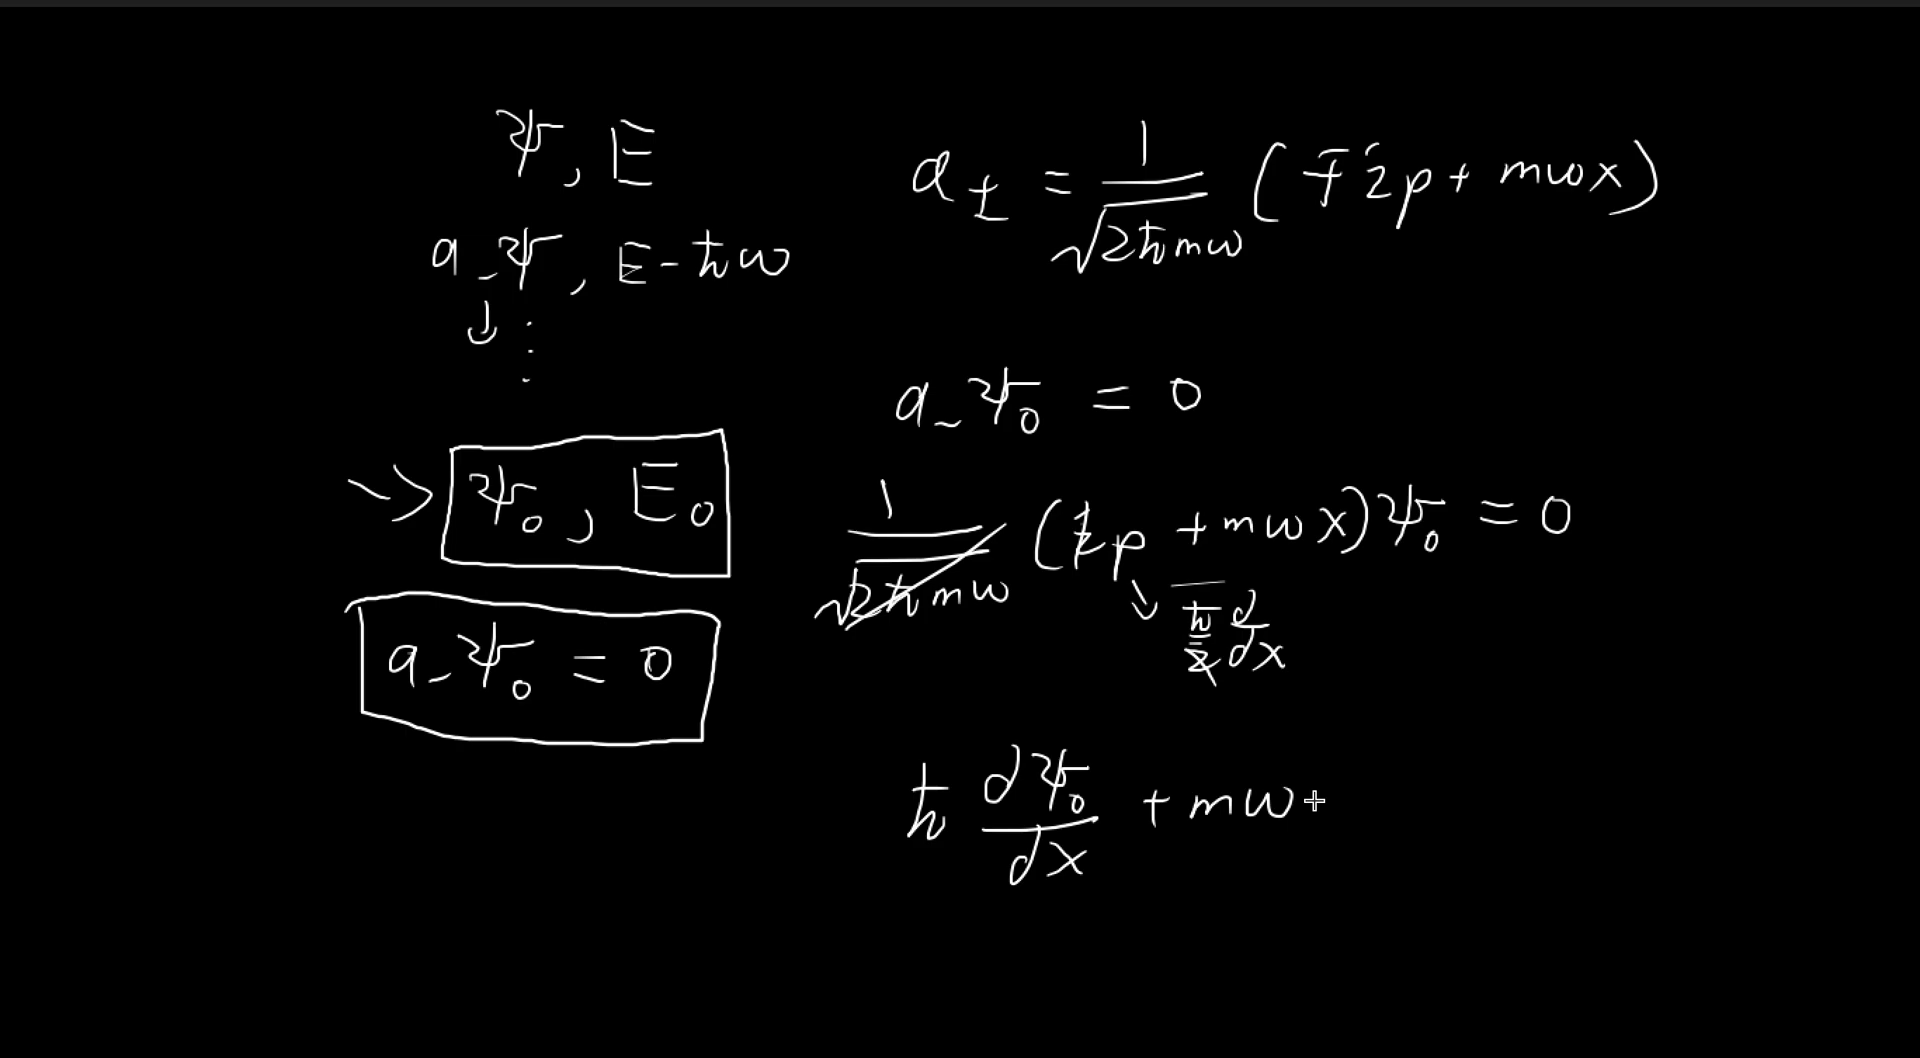 ψ, E
a₋ψ, E-ħω
↓ ⋮
→ ψ₀, E₀
a₋ψ₀ = 0
a± = 1/√2ħmω (∓ip + mωx)
a₋ψ₀ = 0
1/√2ħmω (ip + mωx)ψ₀ = 0
↘ ħ/i d/dx
ħ dψ₀/dx + mω